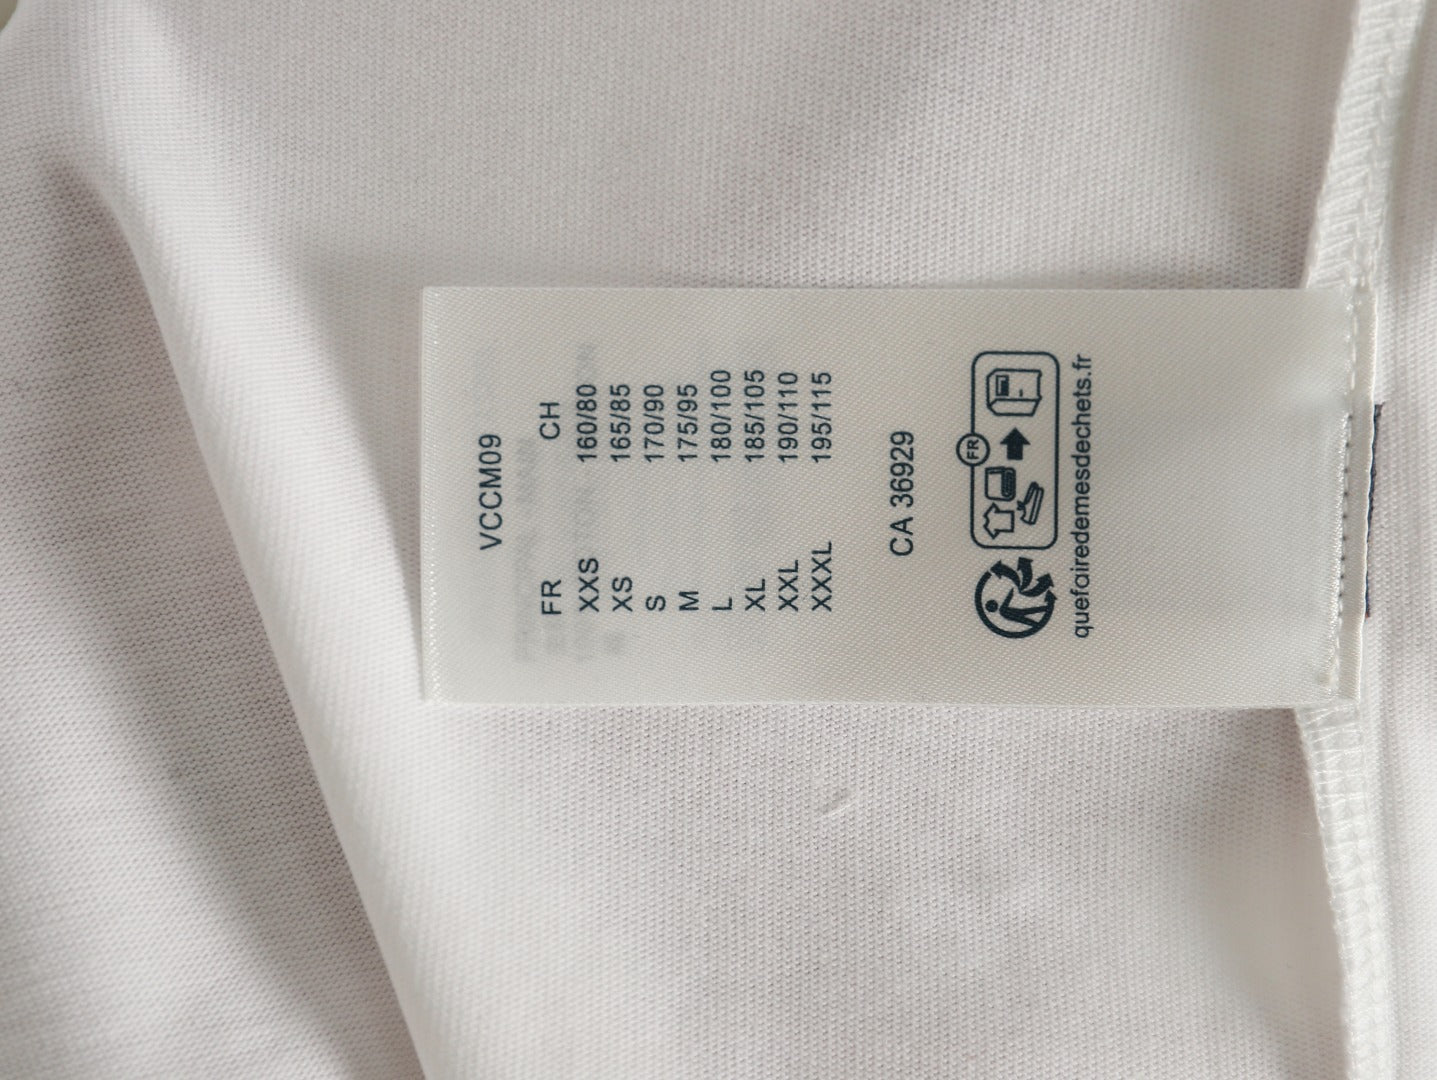 VCCM09
FR CH
XXS 160/80
XS 165/85
S 170/90
M 175/95
L 180/100
XL 185/105
XXL 190/110
XXXL 195/115
CA 36929
FR
quefairedemesdechets.fr